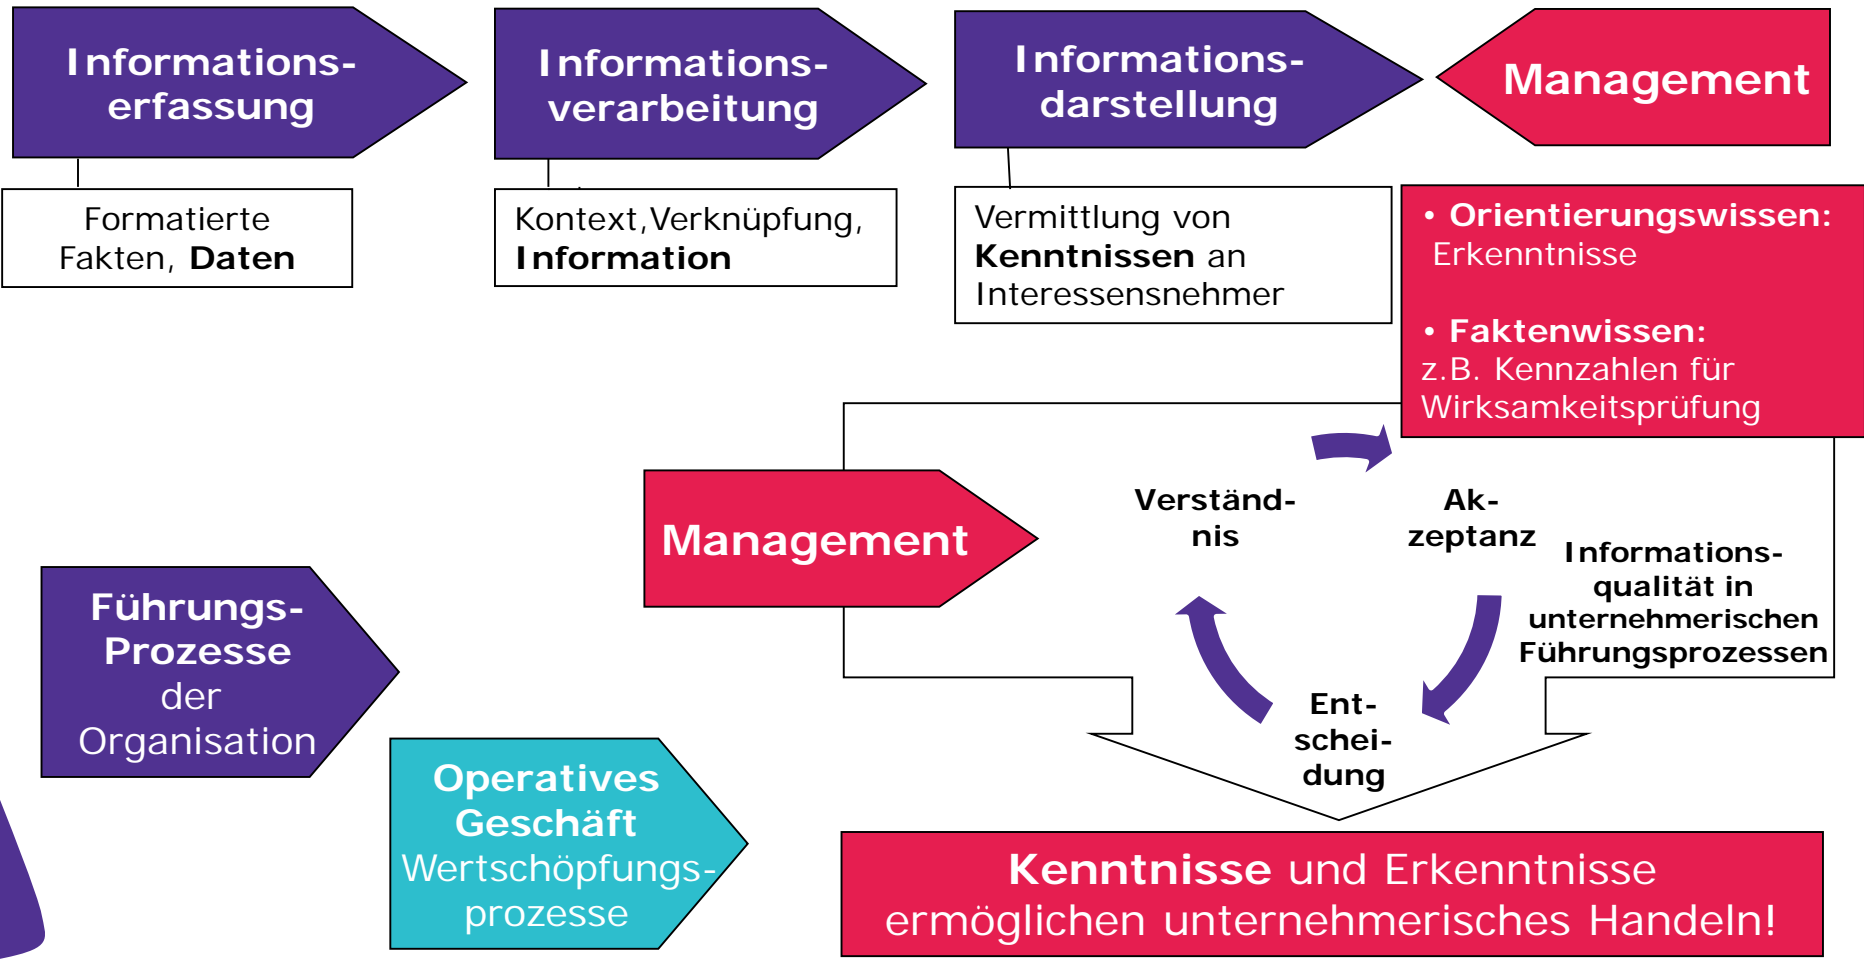 Informations-
erfassung
Informations-
verarbeitung
Informations-
darstellung
Management
Formatierte
Fakten, Daten
Kontext,Verknüpfung,
Information
Vermittlung von
Kenntnissen an
Interessensnehmer
• Orientierungswissen:
Erkenntnisse
• Faktenwissen:
z.B. Kennzahlen für
Wirksamkeitsprüfung
Management
Verständ-
nis
Ak-
zeptanz
Ent-
schei-
dung
Informations-
qualität in
unternehmerischen
Führungsprozessen
Führungs-
Prozesse
der
Organisation
Operatives
Geschäft
Wertschöpfungs-
prozesse
Kenntnisse und Erkenntnisse
ermöglichen unternehmerisches Handeln!